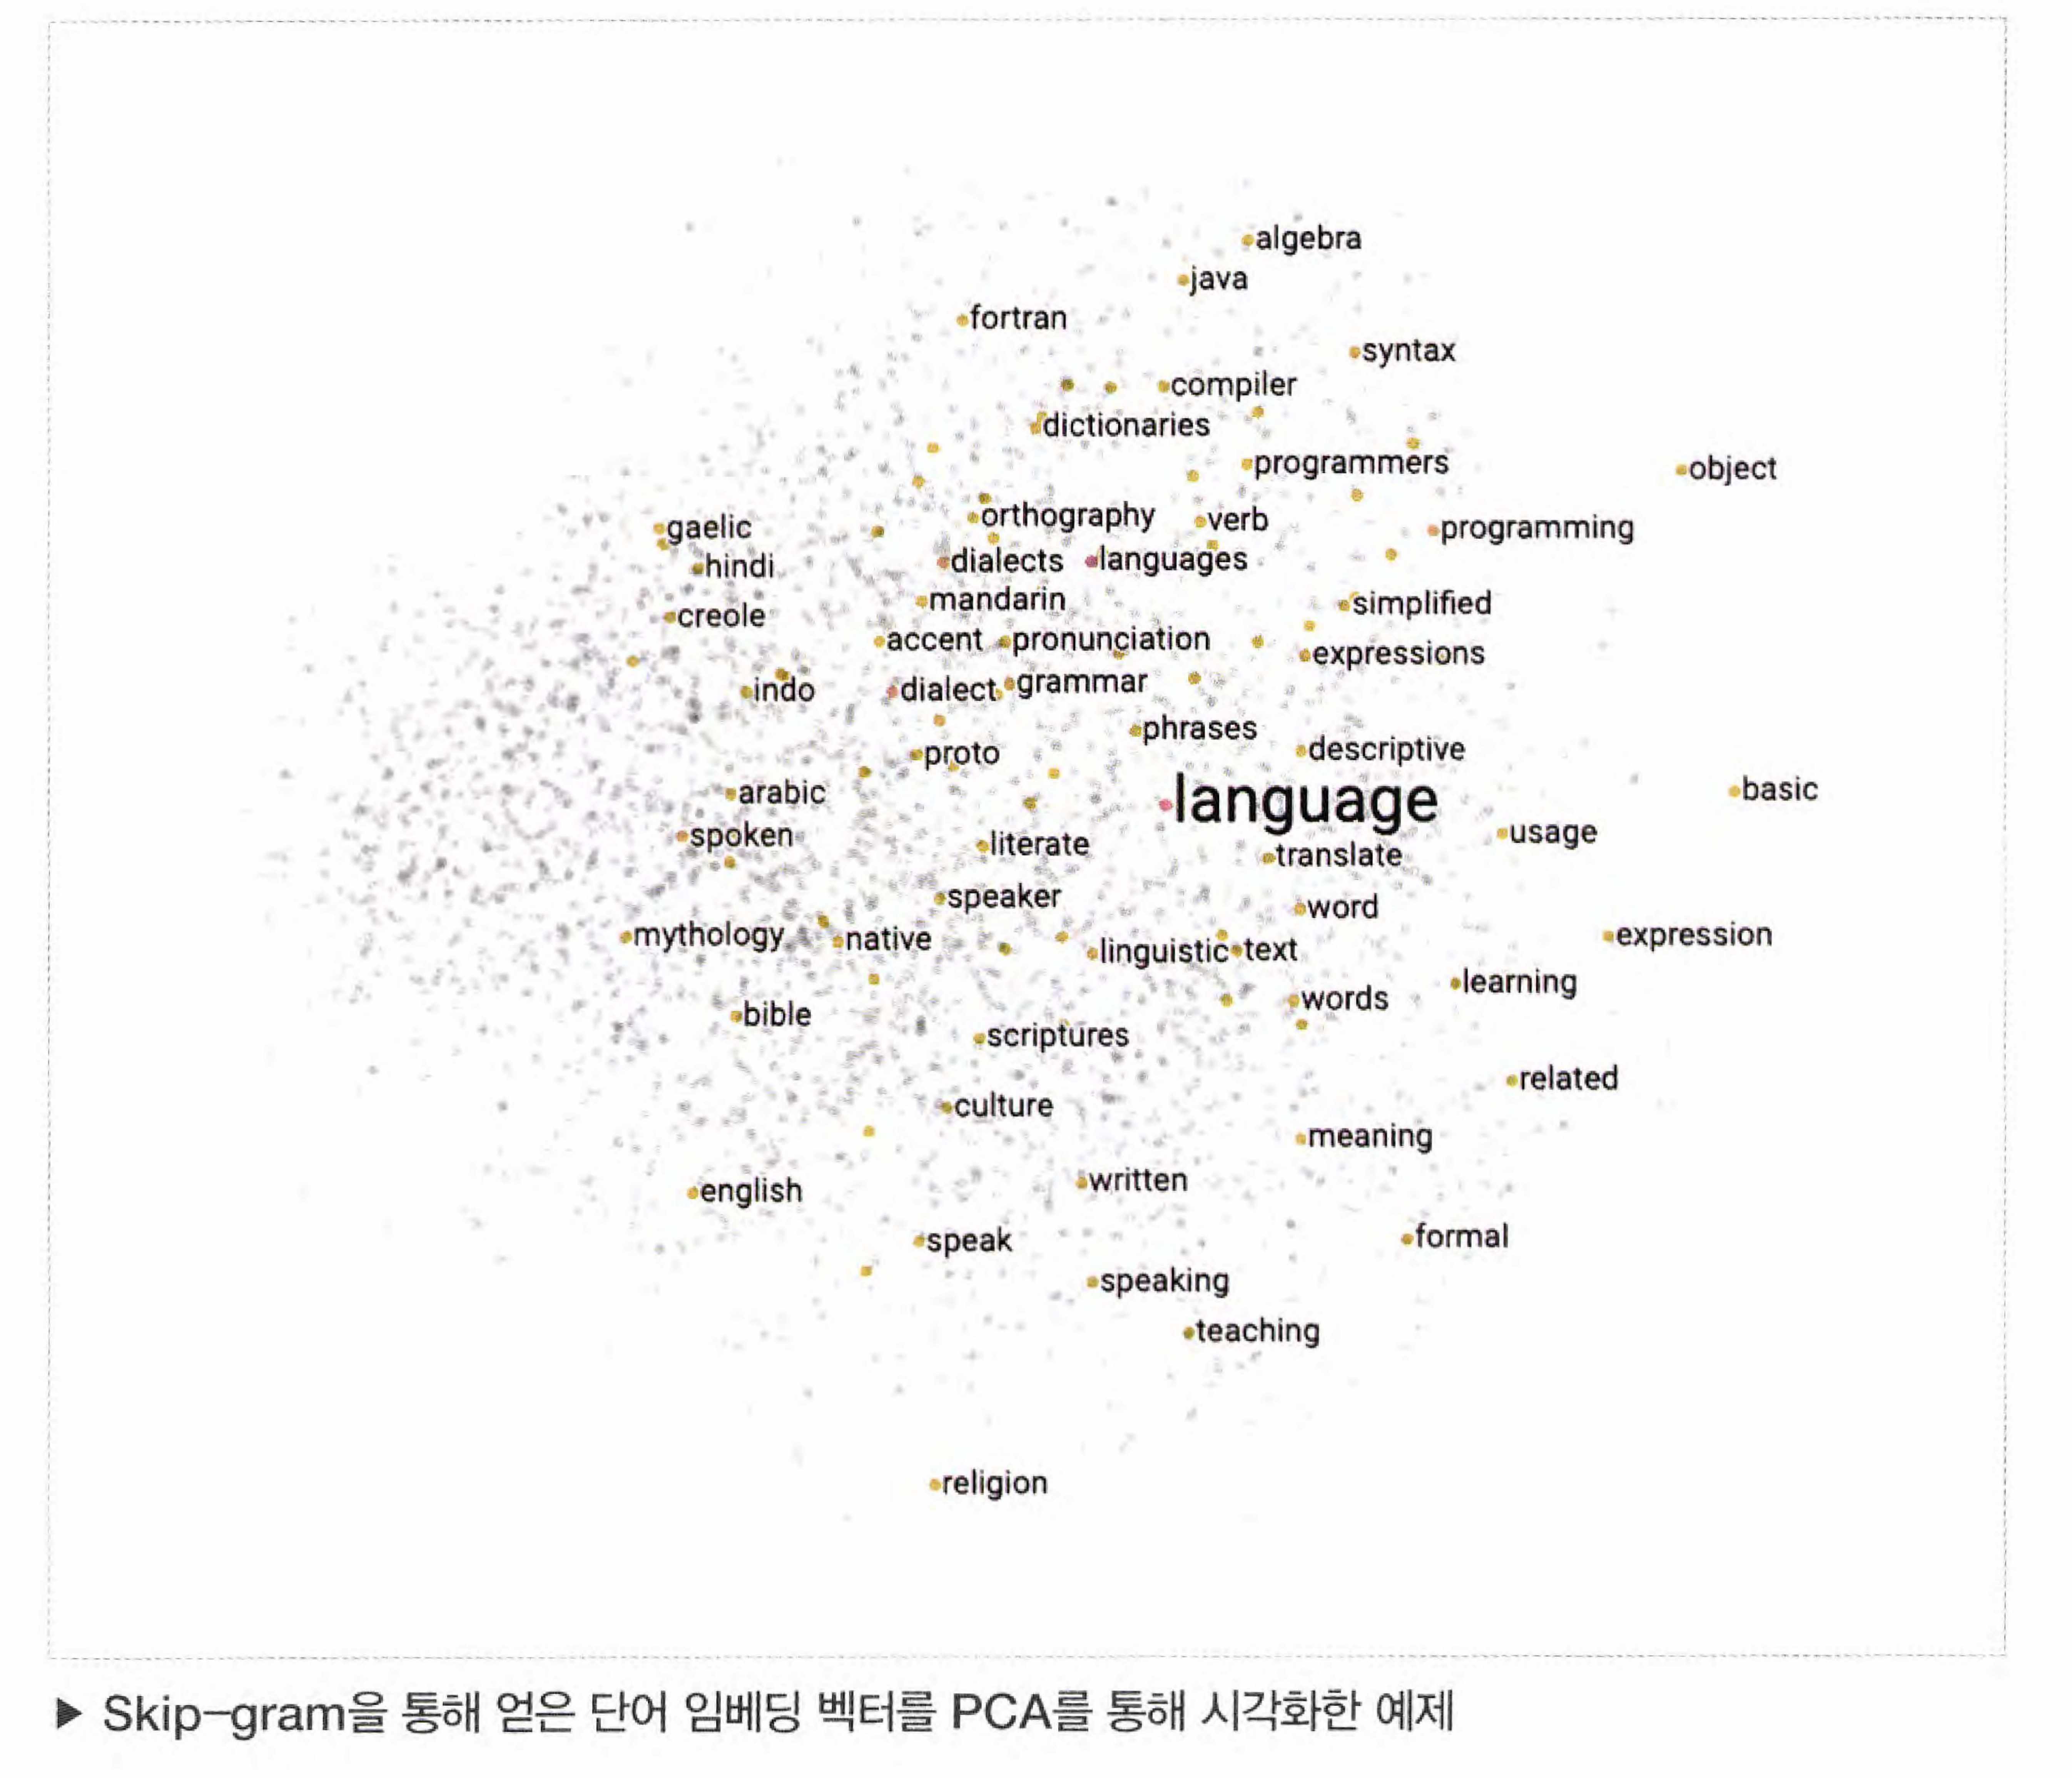 algebra
java
fortran
syntax
compiler
dictionaries
programmers
object
orthography
verb
programming
gaelic
dialects
languages
hindi
mandarin
simplified
creole
accent
pronunciation
expressions
indo
dialect
grammar
phrases
descriptive
proto
arabic
language
basic
spoken
literate
usage
translate
speaker
word
mythology
native
linguistic
text
expression
learning
words
bible
scriptures
related
culture
meaning
english
written
speak
formal
speaking
teaching
religion
▶ Skip-gram을 통해 얻은 단어 임베딩 벡터를 PCA를 통해 시각화한 예제